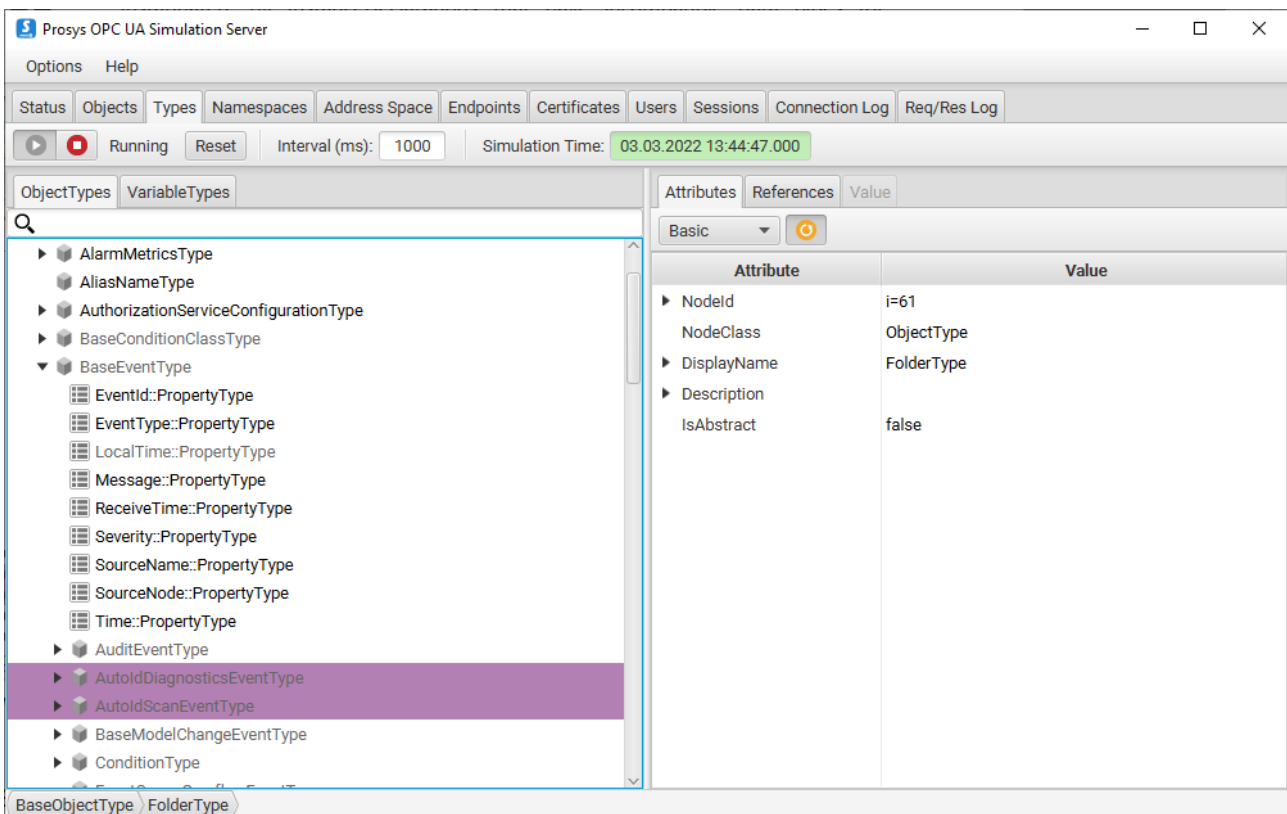 Prosys OPC UA Simulation Server
Options Help
Status Objects Types Namespaces Address Space Endpoints Certificates Users Sessions Connection Log Req/Res Log
Running Reset Interval (ms): 1000 Simulation Time: 03.03.2022 13:44:47.000
ObjectTypes VariableTypes
AlarmMetricsType
AliasNameType
AuthorizationServiceConfigurationType
BaseConditionClassType
BaseEventType
EventId::PropertyType
EventType::PropertyType
LocalTime::PropertyType
Message::PropertyType
ReceiveTime::PropertyType
Severity::PropertyType
SourceName::PropertyType
SourceNode::PropertyType
Time::PropertyType
AuditEventType
AutoIdDiagnosticsEventType
AutoIdScanEventType
BaseModelChangeEventType
ConditionType
Attributes References Value
Basic
Attribute Value
NodeId i=61
NodeClass ObjectType
DisplayName FolderType
Description
IsAbstract false
BaseObjectType FolderType